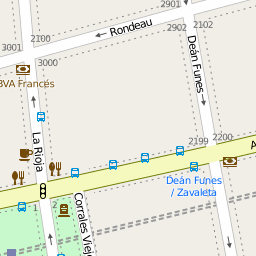 2901
2902
2102
2100
Rondeau
3001
3000
BVA Francés
Deán Funes
La Rioja
2199
2200
A
Deán Funes
/ Zavaleta
Corrales Viej